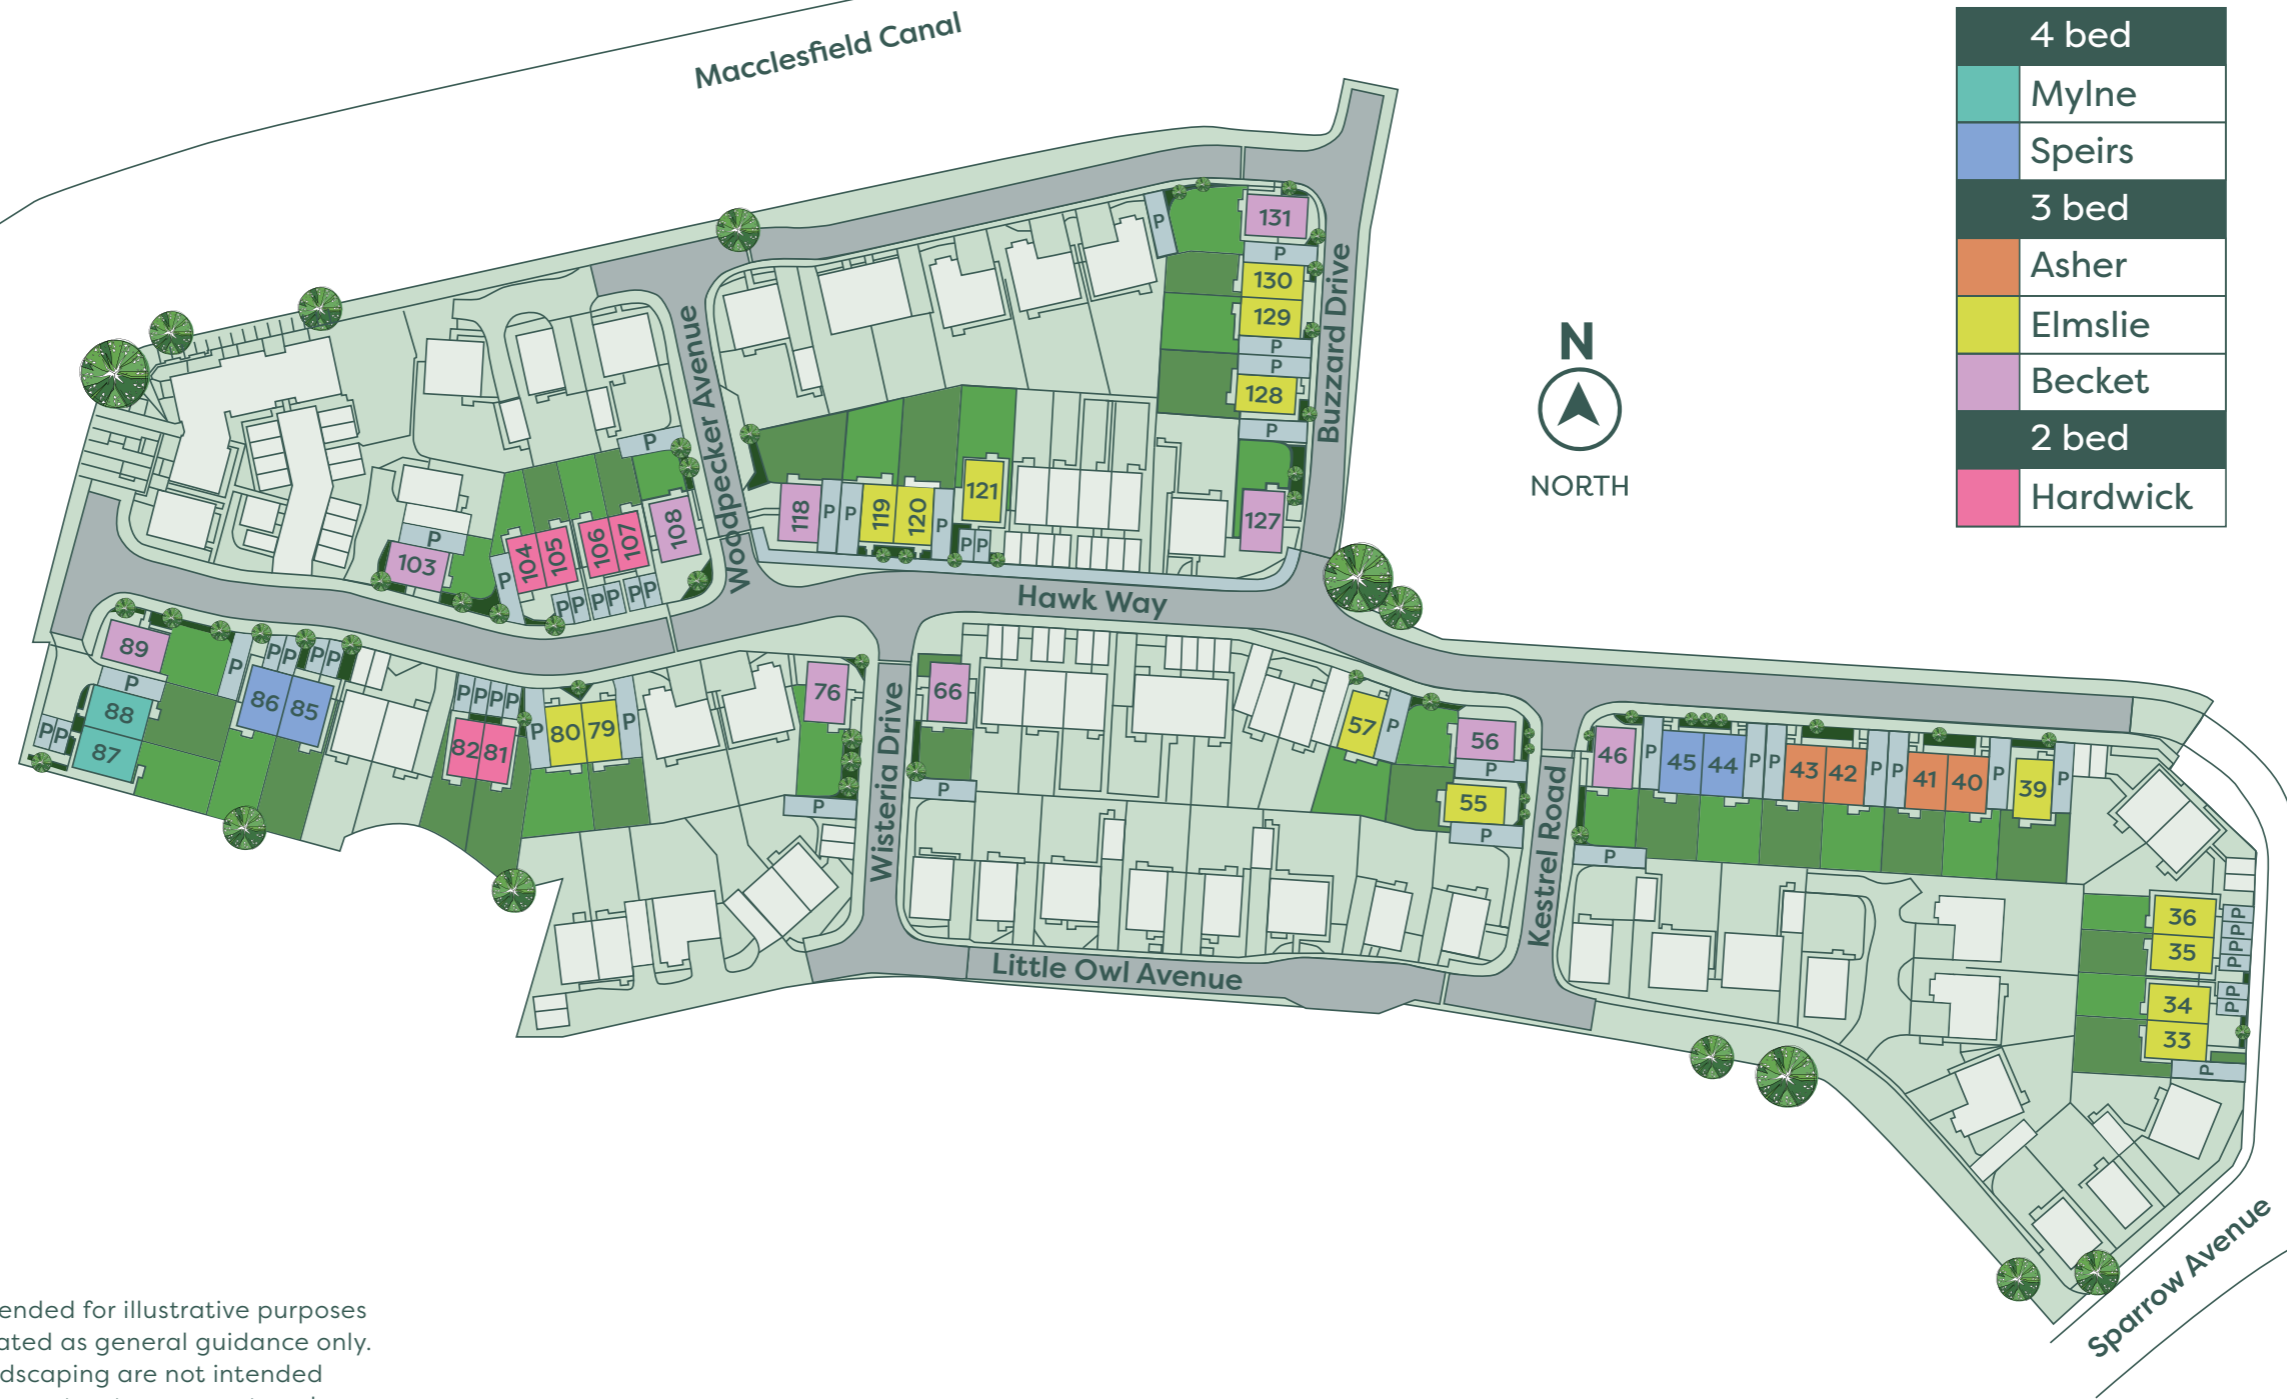 Macclesfield Canal
4 bed
Mylne
Speirs
3 bed
Asher
Elmslie
Becket
2 bed
Hardwick
N
NORTH
P
131
P
130
129
P
P
128
P
127
Buzzard Drive
Woodpecker Avenue
118
P
P
119
120
P
121
P P
P
108
107
106
105
104
P
P P P P P P
P
103
Hawk Way
89
P
88
87
P P
P
P P P P
86
85
P P P P
82
81
P
80
79
P
76
P
Wisteria Drive
66
P
57
P
56
P
55
P
Kestrel Road
46
P
P
45
44
P P
43
42
P P
41
40
P
39
P
36
35
34
33
P P P P
P P
P
Little Owl Avenue
Sparrow Avenue
ended for illustrative purposes
ated as general guidance only.
dscaping are not intended